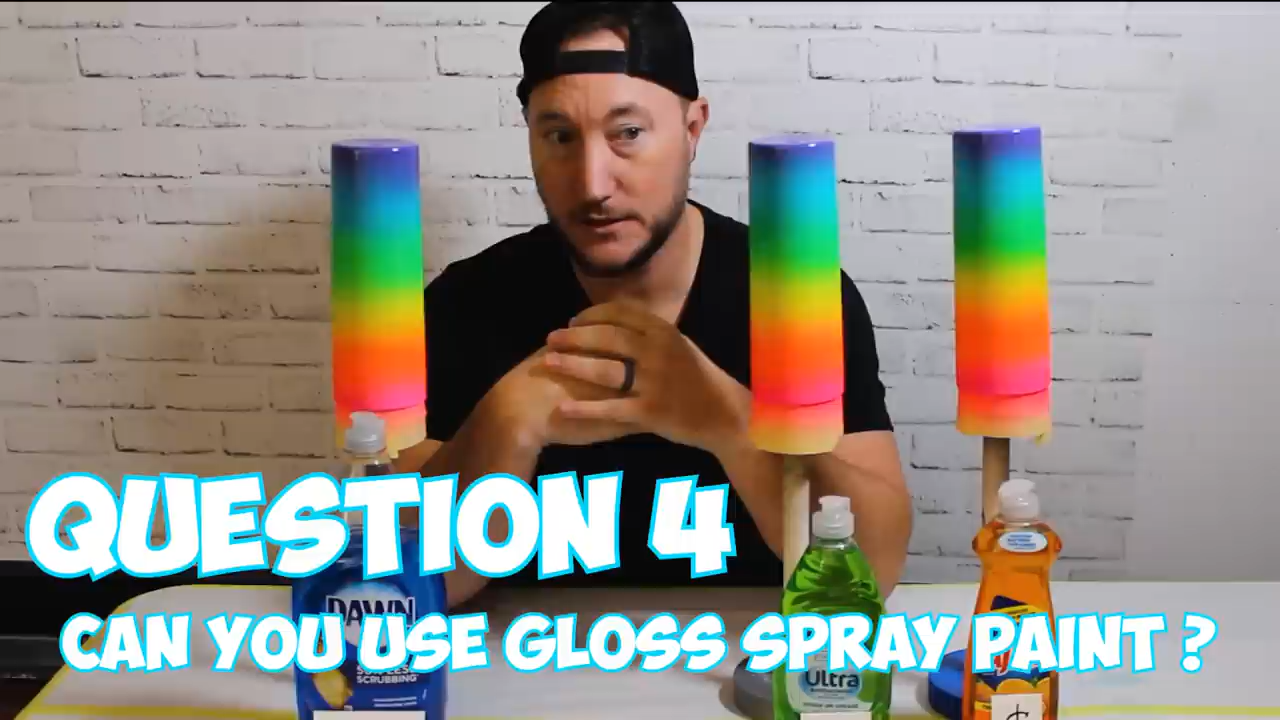 QUESTION 4
CAN YOU USE GLOSS SPRAY PAINT ?
DAWN
SCRUBBING
Ultra